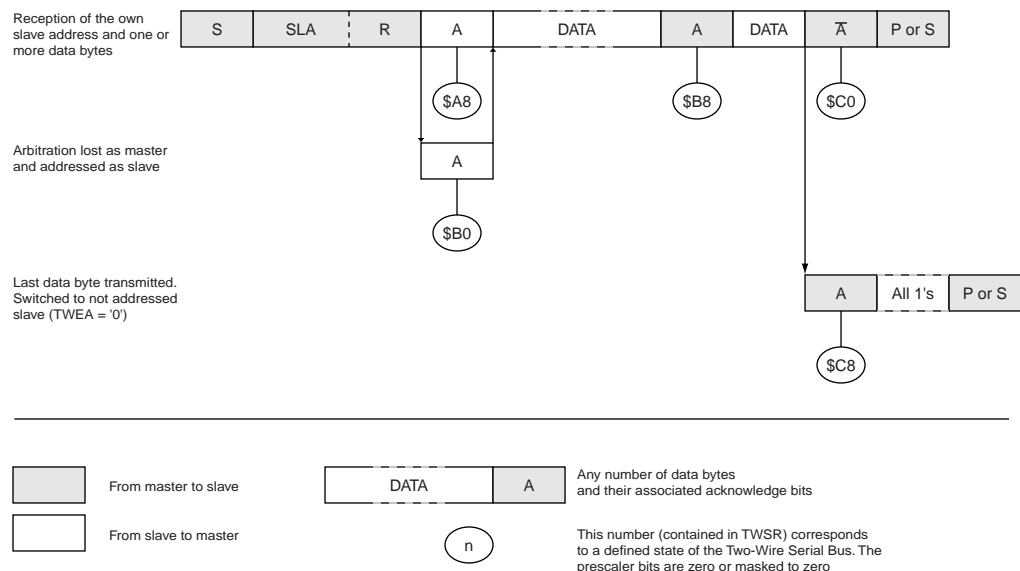 Reception of the own
slave address and one or
more data bytes
S SLA R A DATA A DATA A̅ P or S
$A8 $B8 $C0
Arbitration lost as master
and addressed as slave
A
$B0
Last data byte transmitted.
Switched to not addressed
slave (TWEA = '0')
A All 1's P or S
$C8
From master to slave
DATA A
Any number of data bytes
and their associated acknowledge bits
From slave to master
n
This number (contained in TWSR) corresponds
to a defined state of the Two-Wire Serial Bus. The
prescaler bits are zero or masked to zero